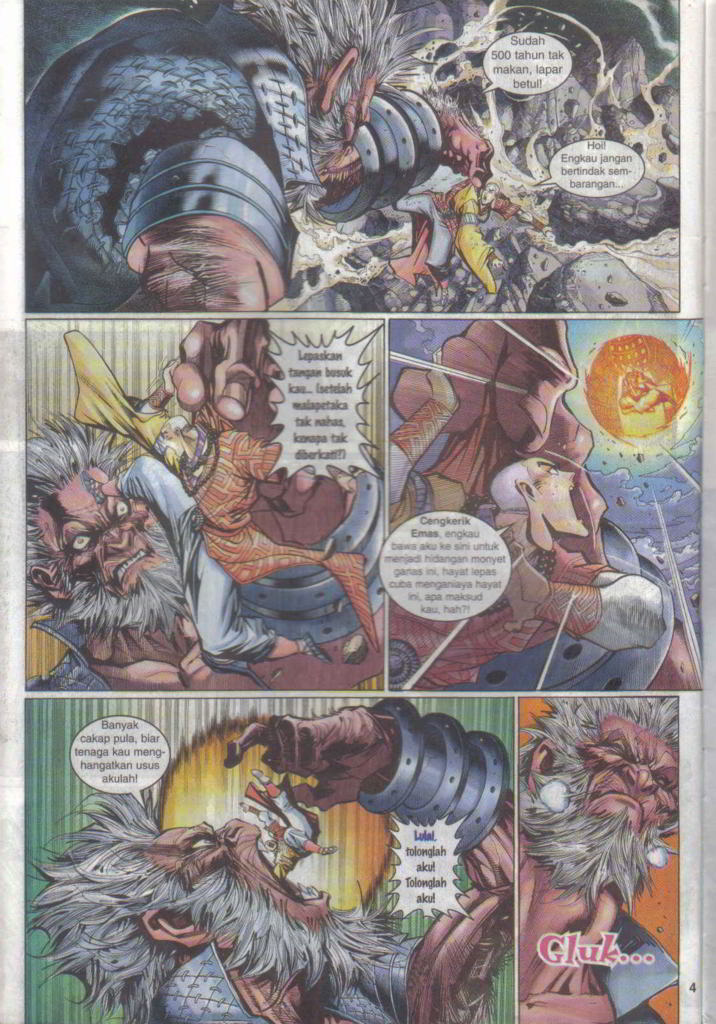 Sudah
500 tahun tak
makan, lapar
betul!
Hoi!
Engkau jangan
bertindak sem-
barangan...
Lepaskan
tangan busuk
kau... (setelah
malapetaka
tak nahas,
kenapa tak
diberkati?)
Cengkerik
Emas, engkau
bawa aku ke sini untuk
menjadi hidangan monyet
ganas ini, hayat lepas
cuba menganiaya hayat
ini, apa maksud
kau, hah?!
Banyak
cakap pula, biar
tenaga kau meng-
hangatkan usus
akulah!
Lulai,
tolonglah
aku!
Tolonglah
aku!
Gluk...
4